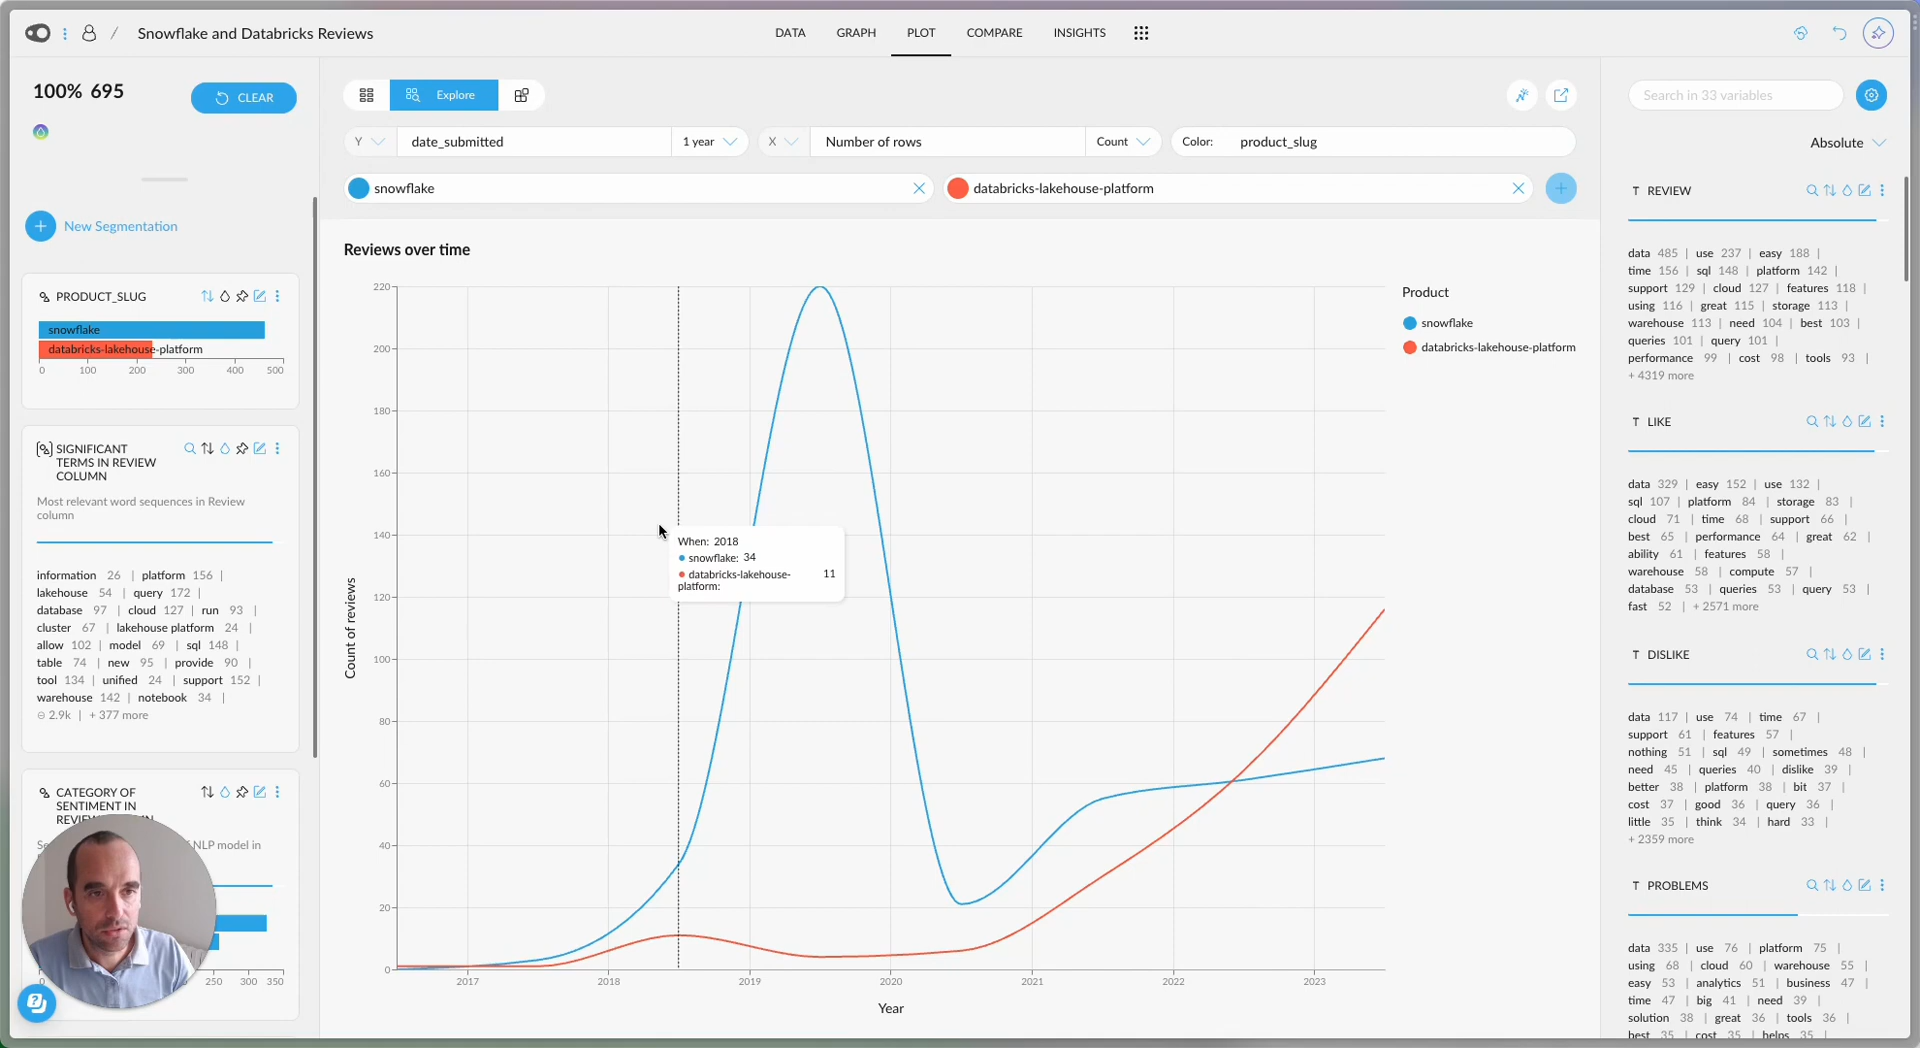 / Snowflake and Databricks Reviews
DATA GRAPH PLOT COMPARE INSIGHTS
100% 695
CLEAR
New Segmentation
PRODUCT_SLUG
snowflake
databricks-lakehouse-platform
0 100 200 300 400 500
SIGNIFICANT
TERMS IN REVIEW
COLUMN
Most relevant word sequences in Review
column
information 26 | platform 156 |
lakehouse 54 | query 172 |
database 97 | cloud 127 | run 93 |
cluster 67 | lakehouse platform 24 |
allow 102 | model 69 | sql 148 |
table 74 | new 95 | provide 90 |
tool 134 | unified 24 | support 152 |
warehouse 142 | notebook 34 |
2.9k | + 377 more
CATEGORY OF
SENTIMENT IN
NLP model in
250 300 350
Explore
Y date_submitted 1 year X Number of rows Count Color: product_slug
snowflake databricks-lakehouse-platform
Reviews over time
220
200
180
160
140
120
100
80
60
40
20
0
Count of reviews
2017 2018 2019 2020 2021 2022 2023
Year
When: 2018
snowflake: 34
databricks-lakehouse- 11
platform:
Product
snowflake
databricks-lakehouse-platform
Search in 33 variables
Absolute
T REVIEW
data 485 | use 237 | easy 188 |
time 156 | sql 148 | platform 142 |
support 129 | cloud 127 | features 118 |
using 116 | great 115 | storage 113 |
warehouse 113 | need 104 | best 103 |
queries 101 | query 101 |
performance 99 | cost 98 | tools 93 |
+ 4319 more
T LIKE
data 329 | easy 152 | use 132 |
sql 107 | platform 84 | storage 83 |
cloud 71 | time 68 | support 66 |
best 65 | performance 64 | great 62 |
ability 61 | features 58 |
warehouse 58 | compute 57 |
database 53 | queries 53 | query 53 |
fast 52 | + 2571 more
T DISLIKE
data 117 | use 74 | time 67 |
support 61 | features 57 |
nothing 51 | sql 49 | sometimes 48 |
need 45 | queries 40 | dislike 39 |
better 38 | platform 38 | bit 37 |
cost 37 | good 36 | query 36 |
little 35 | think 34 | hard 33 |
+ 2359 more
T PROBLEMS
data 335 | use 76 | platform 75 |
using 68 | cloud 60 | warehouse 55 |
easy 53 | analytics 51 | business 47 |
time 47 | big 41 | need 39 |
solution 38 | great 36 | tools 36 |
best 35 | cost 35 | helps 35 |